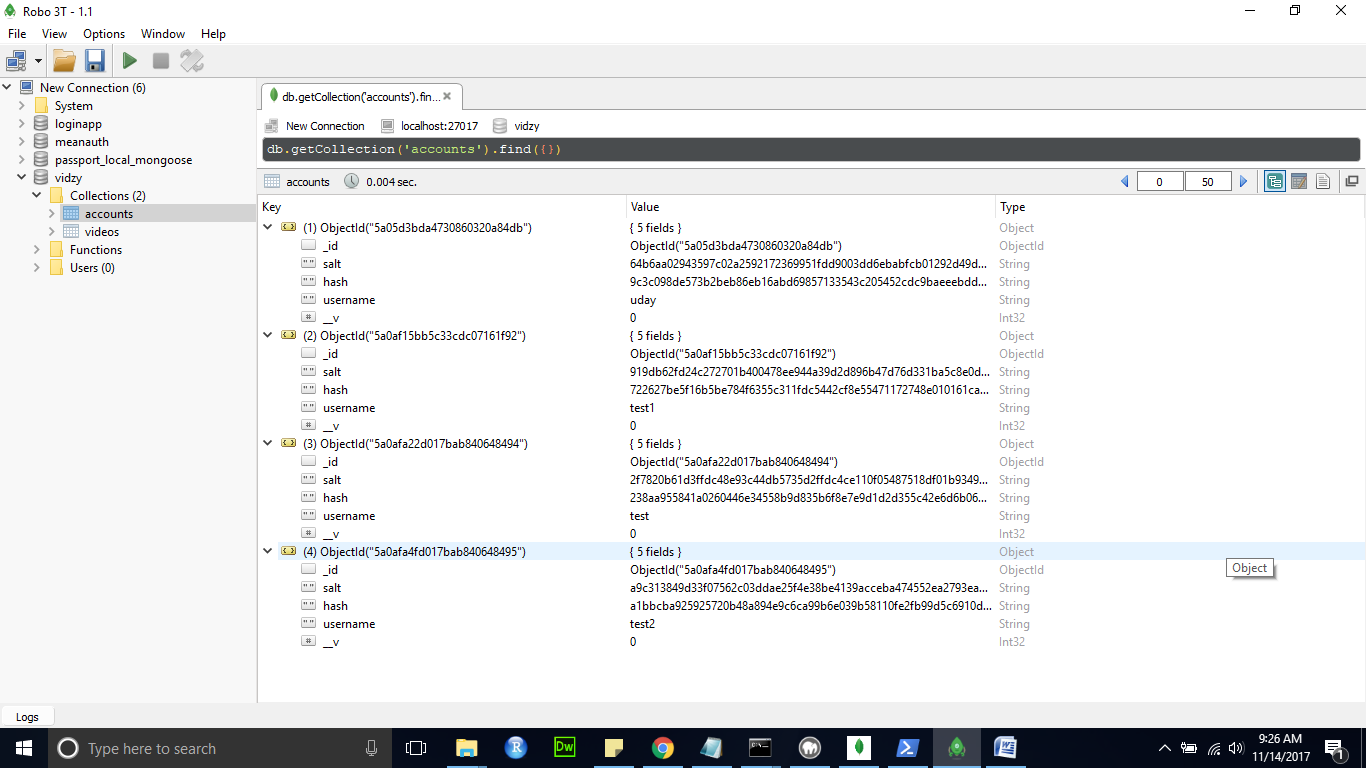 Robo 3T - 1.1
File View Options Window Help
New Connection (6)
System
loginapp
meanauth
passport_local_mongoose
vidzy
Collections (2)
accounts
videos
Functions
Users (0)
db.getCollection('accounts').fin...
New Connection localhost:27017 vidzy
db.getCollection('accounts').find({})
accounts 0.004 sec. 0 50
Key Value Type
(1) ObjectId("5a05d3bda4730860320a84db") { 5 fields } Object
_id ObjectId("5a05d3bda4730860320a84db") ObjectId
salt 64b6aa02943597c02a2592172369951fdd9003dd6ebabfcb01292d49d... String
hash 9c3c098de573b2beb86eb16abd69857133543c205452cdc9baeeebdd... String
username uday String
__v 0 Int32
(2) ObjectId("5a0af15bb5c33cdc07161f92") { 5 fields } Object
_id ObjectId("5a0af15bb5c33cdc07161f92") ObjectId
salt 919db62fd24c272701b400478ee944a39d2d896b47d76d331ba5c8e0d... String
hash 722627be5f16b5be784f6355c311fdc5442cf8e55471172748e010161ca... String
username test1 String
__v 0 Int32
(3) ObjectId("5a0afa22d017bab840648494") { 5 fields } Object
_id ObjectId("5a0afa22d017bab840648494") ObjectId
salt 2f7820b61d3ffdc48e93c44db5735d2ffdc4ce110f05487518df01b9349... String
hash 238aa955841a0260446e34558b9d835b6f8e7e9d1d2d355c42e6d6b06... String
username test String
__v 0 Int32
(4) ObjectId("5a0afa4fd017bab840648495") { 5 fields } Object
_id ObjectId("5a0afa4fd017bab840648495") ObjectId
Object
salt a9c313849d33f07562c03ddae25f4e38be4139acceba474552ea2793ea... String
hash a1bbcba925925720b48a894e9c6ca99b6e039b58110fe2fb99d5c6910d... String
username test2 String
__v 0 Int32
Logs
Type here to search
R
Dw
9:26 AM
11/14/2017
1